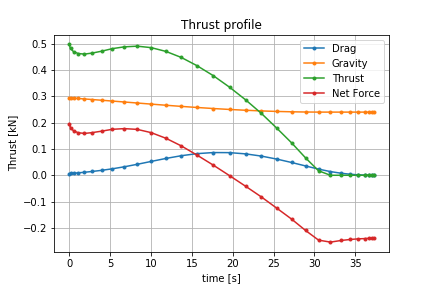 Thrust profile
Thrust [kN]
0.5
0.4
0.3
0.2
0.1
0.0
−0.1
−0.2
Drag
Gravity
Thrust
Net Force
0 5 10 15 20 25 30 35
time [s]